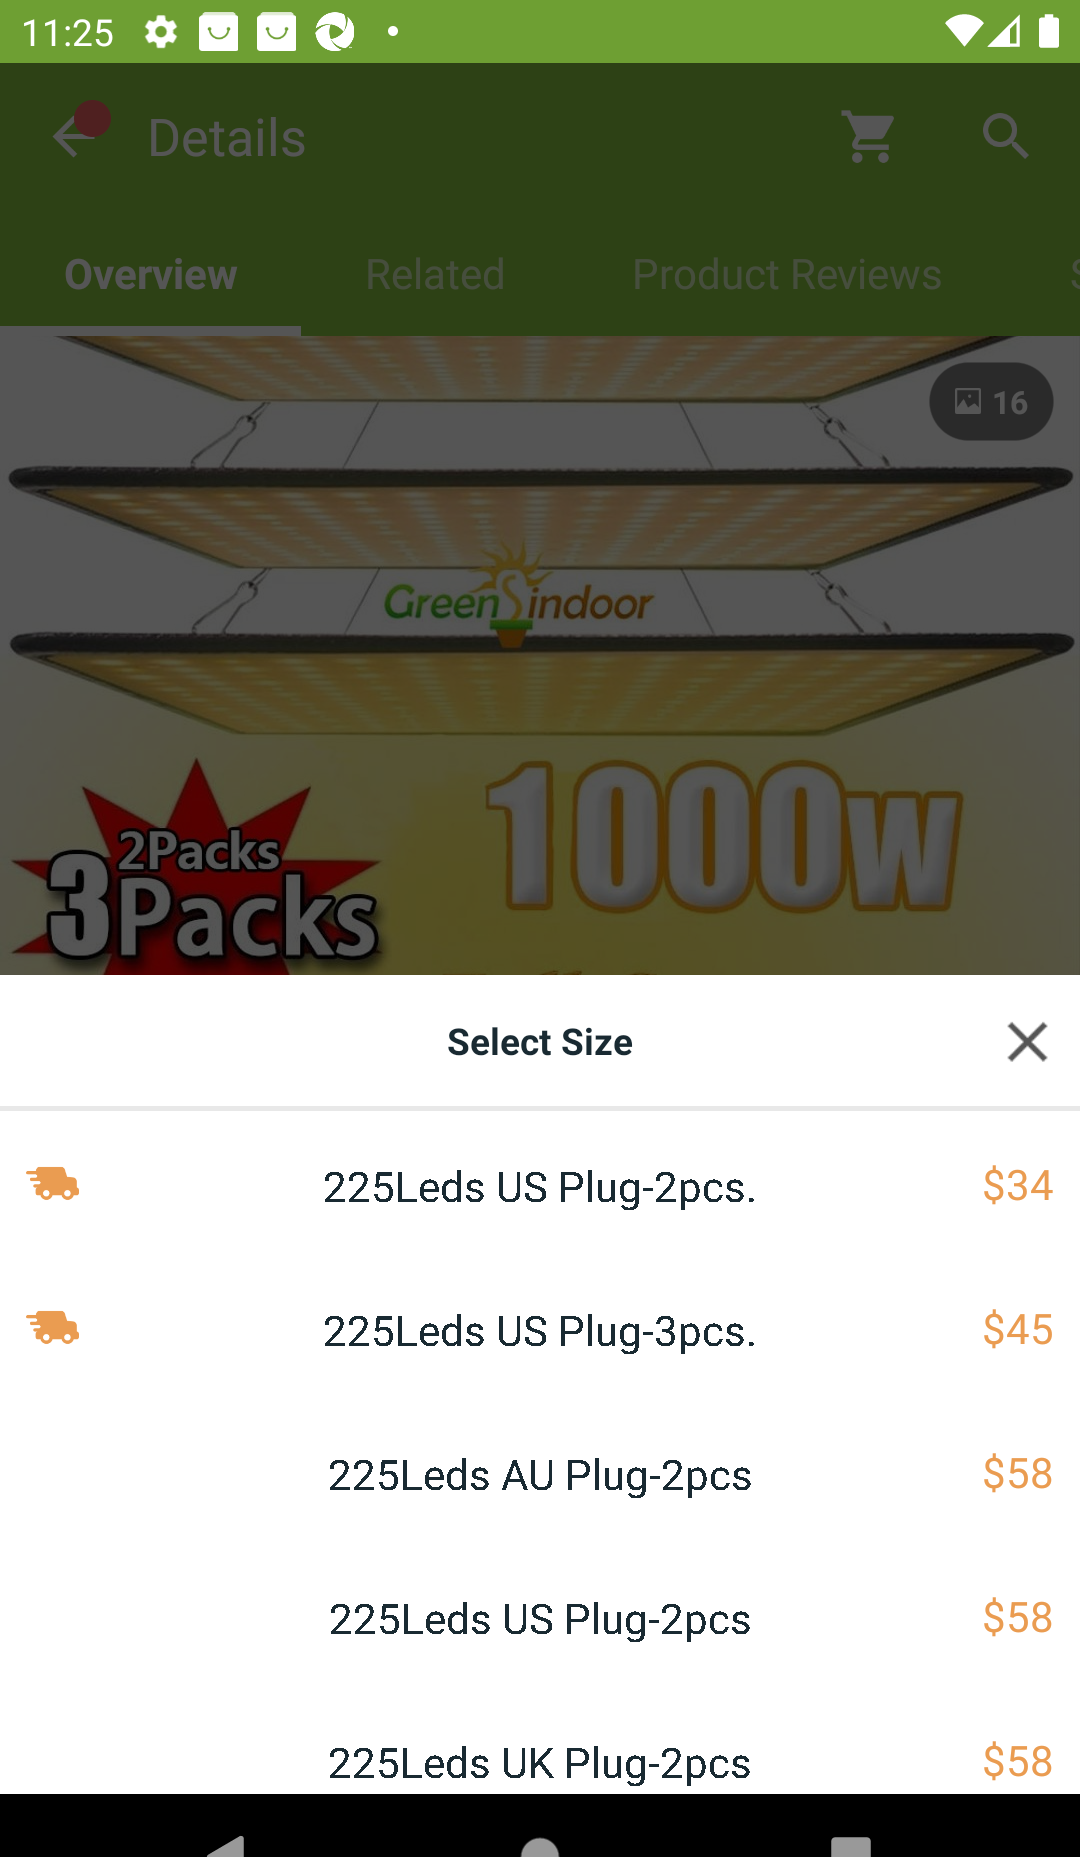 11:25
Details
Overview Related Product Reviews
16
GreenSindoor
2Packs
3Packs
1000W
Select Size
225Leds US Plug-2pcs. $34
225Leds US Plug-3pcs. $45
225Leds AU Plug-2pcs $58
225Leds US Plug-2pcs $58
225Leds UK Plug-2pcs $58